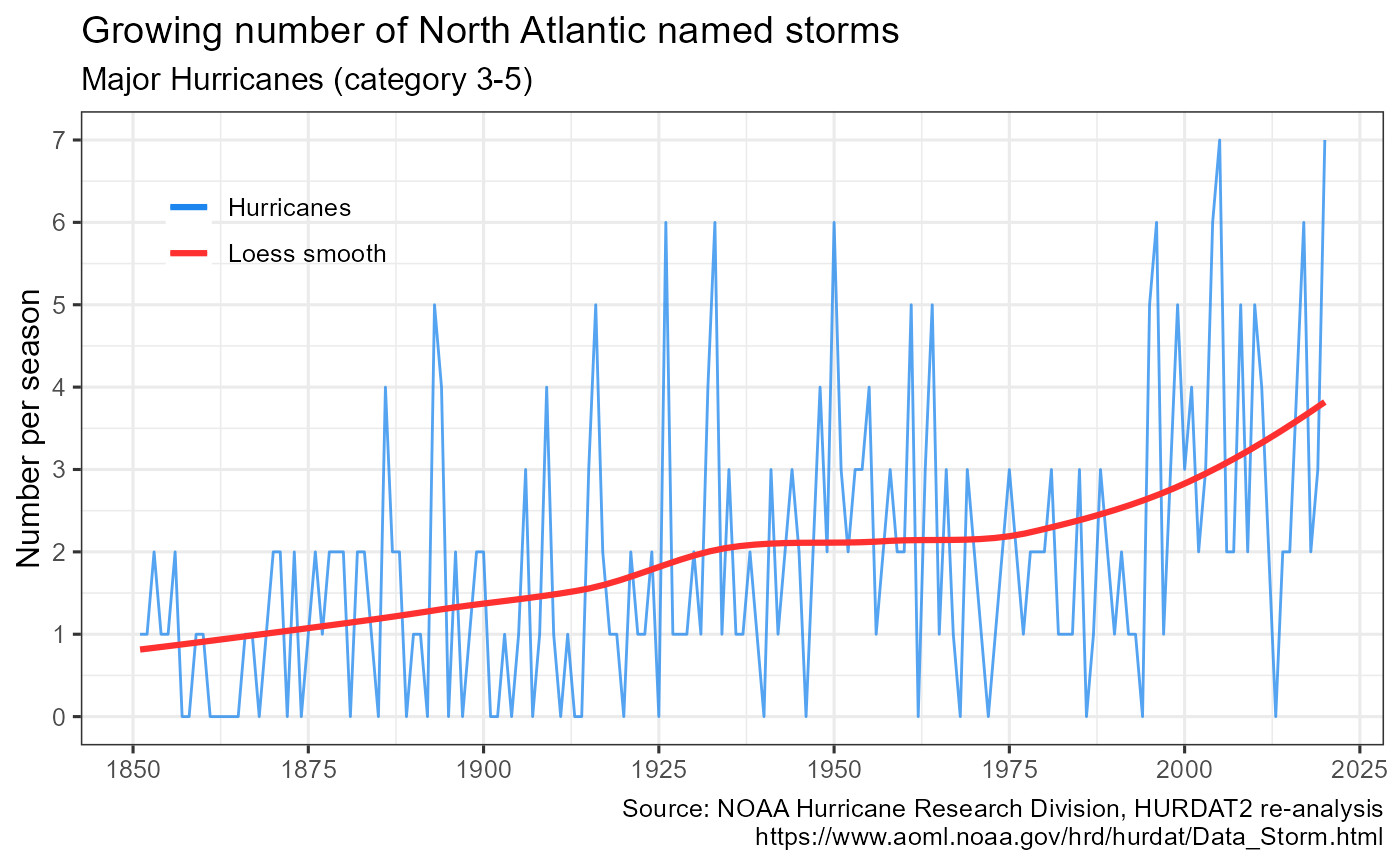 Growing number of North Atlantic named storms
Major Hurricanes (category 3-5)
7
6
5
4
3
2
1
0
Number per season
Hurricanes
Loess smooth
1850 1875 1900 1925 1950 1975 2000 2025
Source: NOAA Hurricane Research Division, HURDAT2 re-analysis
https://www.aoml.noaa.gov/hrd/hurdat/Data_Storm.html